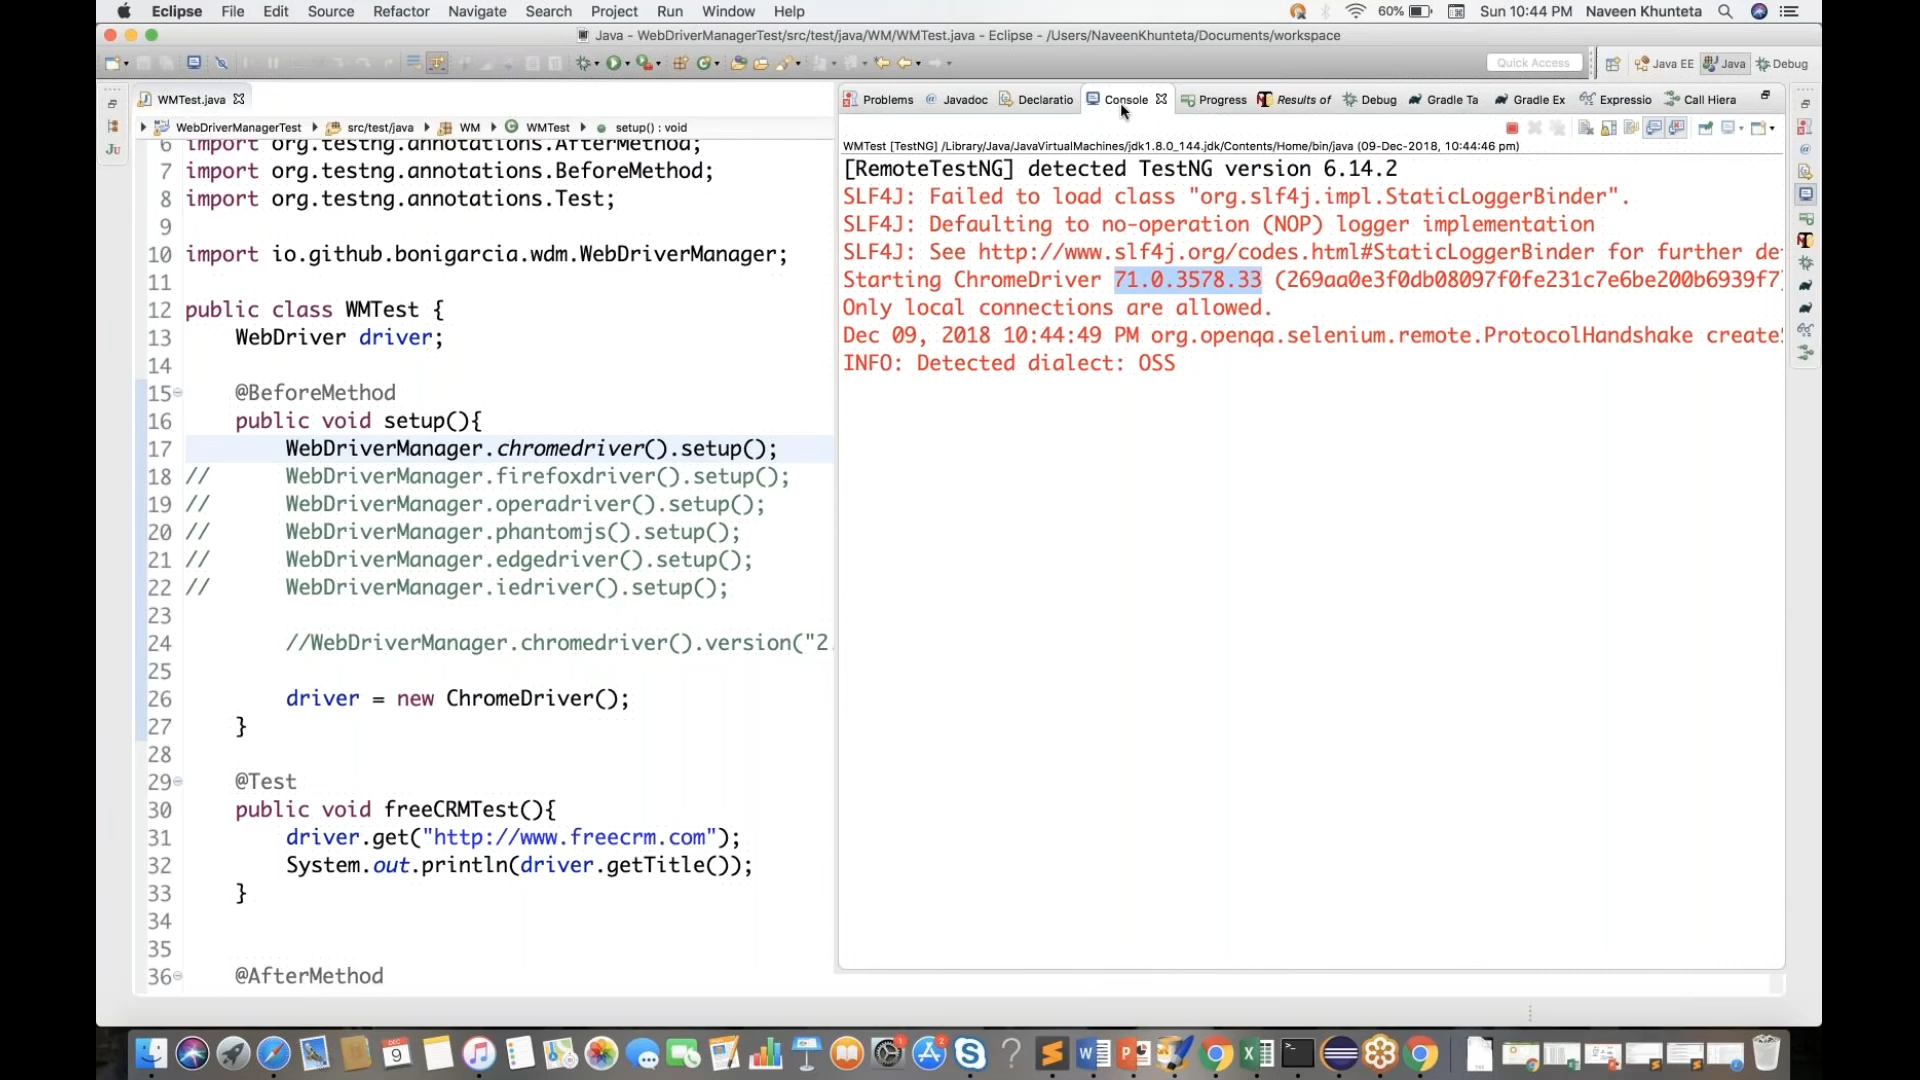 Eclipse File Edit Source Refactor Navigate Search Project Run Window Help 60% Sun 10:44 PM Naveen Khunteta
Java - WebDriverManagerTest/src/test/java/WM/WMTest.java - Eclipse - /Users/NaveenKhunteta/Documents/workspace
Quick Access Java EE Java Debug
WMTest.java
WebDriverManagerTest src/test/java WM WMTest setup() : void
6 import org.testng.annotations.AfterMethod;
7 import org.testng.annotations.BeforeMethod;
8 import org.testng.annotations.Test;
9
10 import io.github.bonigarcia.wdm.WebDriverManager;
11
12 public class WMTest {
13 WebDriver driver;
14
15 @BeforeMethod
16 public void setup(){
17 WebDriverManager.chromedriver().setup();
18 // WebDriverManager.firefoxdriver().setup();
19 // WebDriverManager.operadriver().setup();
20 // WebDriverManager.phantomjs().setup();
21 // WebDriverManager.edgedriver().setup();
22 // WebDriverManager.iedriver().setup();
23
24 //WebDriverManager.chromedriver().version("2.
25
26 driver = new ChromeDriver();
27 }
28
29 @Test
30 public void freeCRMTest(){
31 driver.get("http://www.freecrm.com");
32 System.out.println(driver.getTitle());
33 }
34
35
36 @AfterMethod
Problems Javadoc Declaratio Console Progress Results of Debug Gradle Ta Gradle Ex Expressio Call Hiera
WMTest [TestNG] /Library/Java/JavaVirtualMachines/jdk1.8.0_144.jdk/Contents/Home/bin/java (09-Dec-2018, 10:44:46 pm)
[RemoteTestNG] detected TestNG version 6.14.2
SLF4J: Failed to load class "org.slf4j.impl.StaticLoggerBinder".
SLF4J: Defaulting to no-operation (NOP) logger implementation
SLF4J: See http://www.slf4j.org/codes.html#StaticLoggerBinder for further de
Starting ChromeDriver 71.0.3578.33 (269aa0e3f0db08097f0fe231c7e6be200b6939f7
Only local connections are allowed.
Dec 09, 2018 10:44:49 PM org.openqa.selenium.remote.ProtocolHandshake create
INFO: Detected dialect: OSS